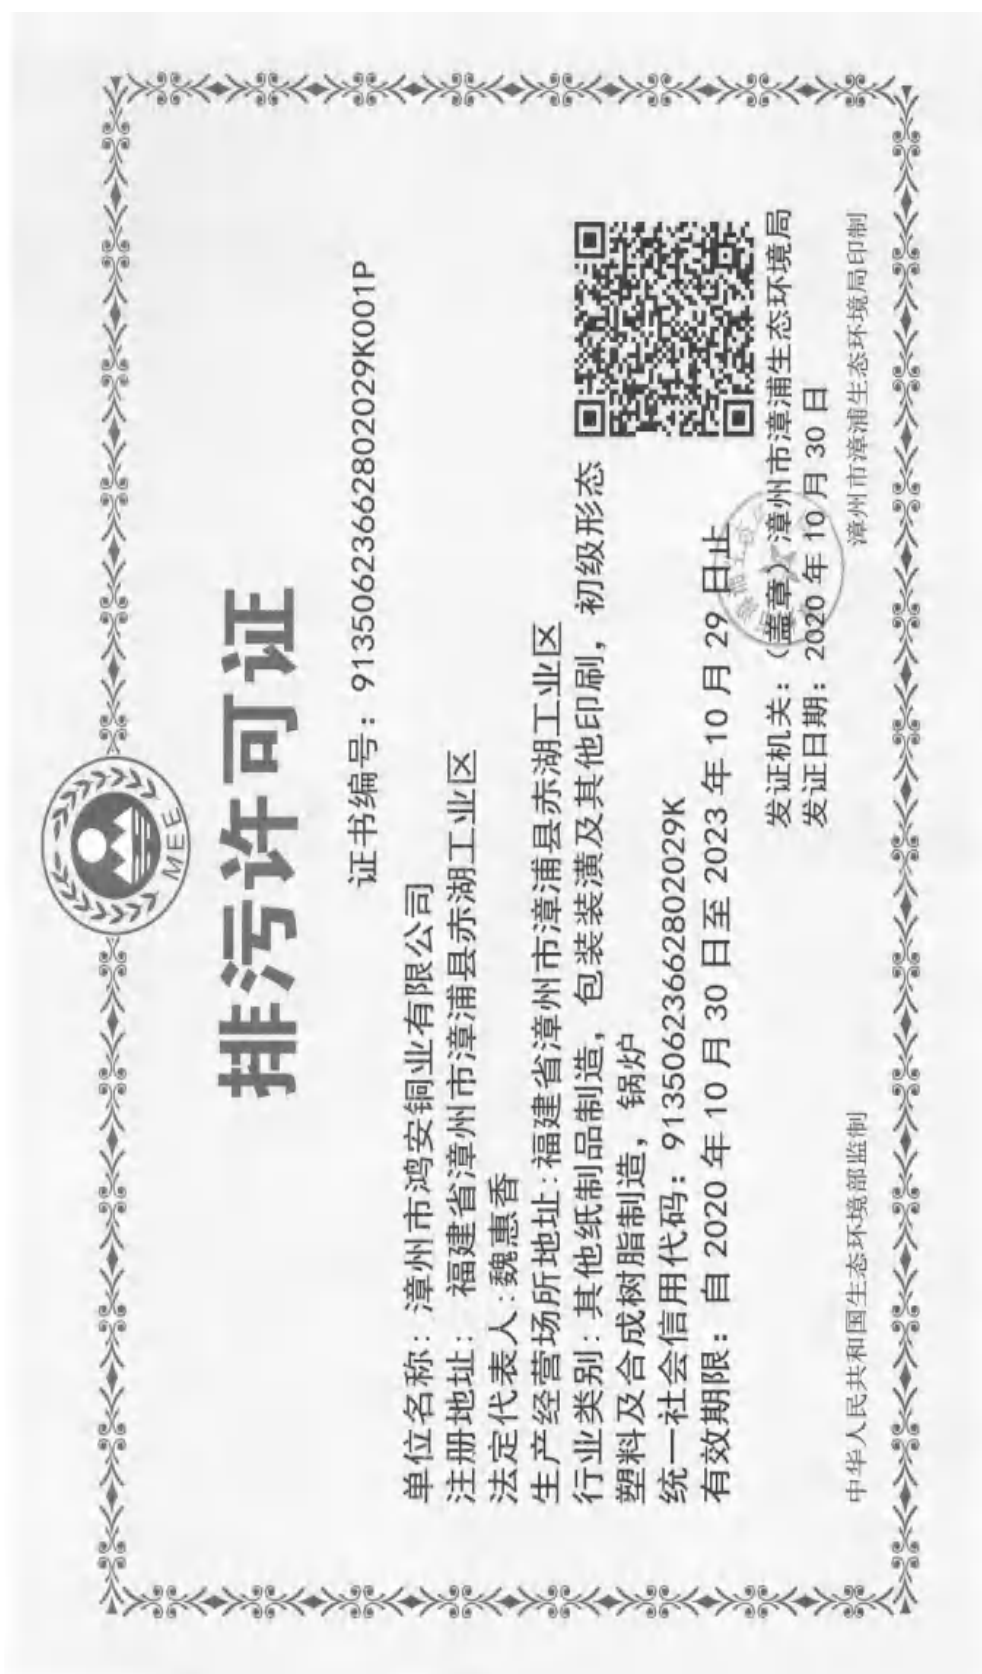 MEE
排污许可证
证书编号：91350623662802029K001P
单位名称：漳州市鸿安铜业有限公司
注册地址： 福建省漳州市漳浦县赤湖工业区
法定代表人：魏惠香
生产经营场所地址：福建省漳州市漳浦县赤湖工业区
行业类别：其他纸制品制造，包装装潢及其他印刷，初级形态
塑料及合成树脂制造，锅炉
统一社会信用代码：91350623662802029K
有效期限：自 2020 年 10 月 30 日至 2023 年 10 月 29 日止
发证机关：（盖章）漳州市漳浦生态环境局
发证日期：2020 年 10 月 30 日
中华人民共和国生态环境部监制
漳州市漳浦生态环境局印制